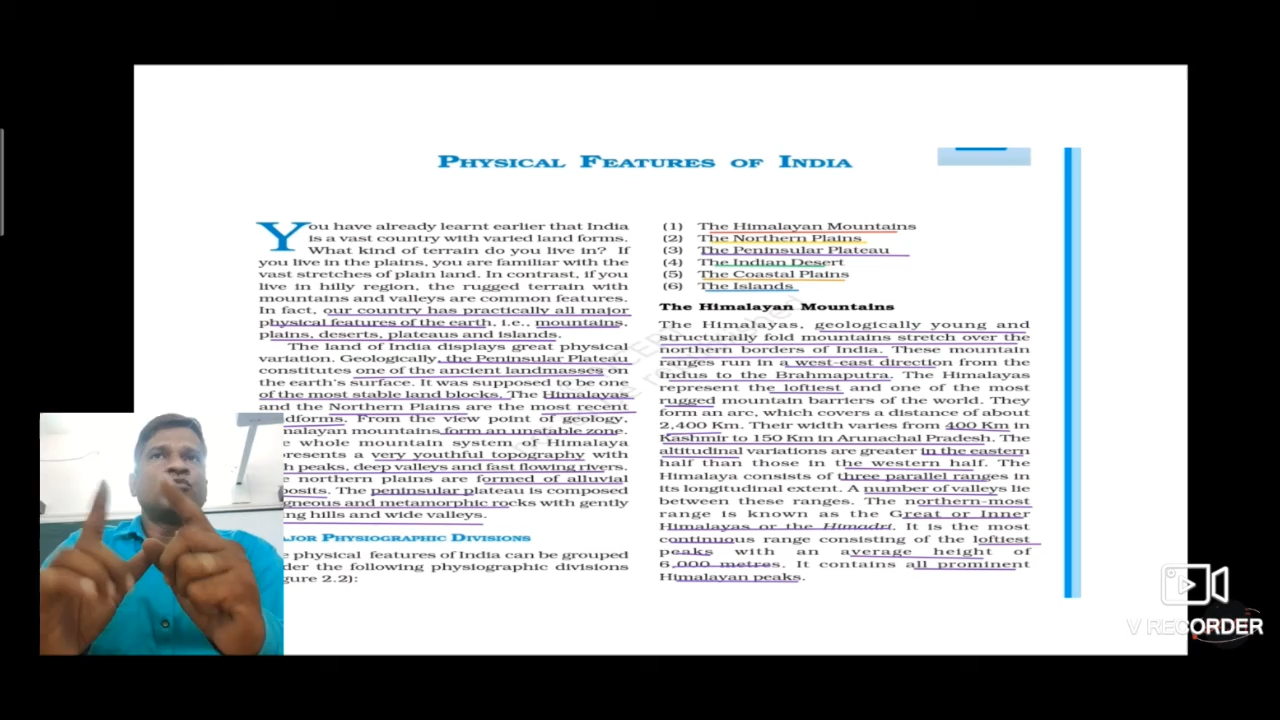 PHYSICAL FEATURES OF INDIA
You have already learnt earlier that India
is a vast country with varied land forms.
What kind of terrain do you live in? If
you live in the plains, you are familiar with the
vast stretches of plain land. In contrast, if you
live in hilly region, the rugged terrain with
mountains and valleys are common features.
In fact, our country has practically all major
physical features of the earth, i.e., mountains,
plains, deserts, plateaus and islands.
The land of India displays great physical
variation. Geologically, the Peninsular Plateau
constitutes one of the ancient landmasses on
the earth's surface. It was supposed to be one
of the most stable land blocks. The Himalayas
and the Northern Plains are the most recent
dforms. From the view point of geology,
malayan mountains form an unstable zone.
e whole mountain system of Himalaya
presents a very youthful topography with
h peaks, deep valleys and fast flowing rivers.
e northern plains are formed of alluvial
posits. The peninsular plateau is composed
igneous and metamorphic rocks with gently
ing hills and wide valleys.
AJOR PHYSIOGRAPHIC DIVISIONS
e physical features of India can be grouped
der the following physiographic divisions
igure 2.2):
(1) The Himalayan Mountains
(2) The Northern Plains
(3) The Peninsular Plateau
(4) The Indian Desert
(5) The Coastal Plains
(6) The Islands
The Himalayan Mountains
The Himalayas, geologically young and
structurally fold mountains stretch over the
northern borders of India. These mountain
ranges run in a west-east direction from the
Indus to the Brahmaputra. The Himalayas
represent the loftiest and one of the most
rugged mountain barriers of the world. They
form an arc, which covers a distance of about
2,400 Km. Their width varies from 400 Km in
Kashmir to 150 Km in Arunachal Pradesh. The
altitudinal variations are greater in the eastern
half than those in the western half. The
Himalaya consists of three parallel ranges in
its longitudinal extent. A number of valleys lie
between these ranges. The northern-most
range is known as the Great or Inner
Himalayas or the Himadri. It is the most
continuous range consisting of the loftiest
peaks with an average height of
6,000 metres. It contains all prominent
Himalayan peaks.
V RECORDER